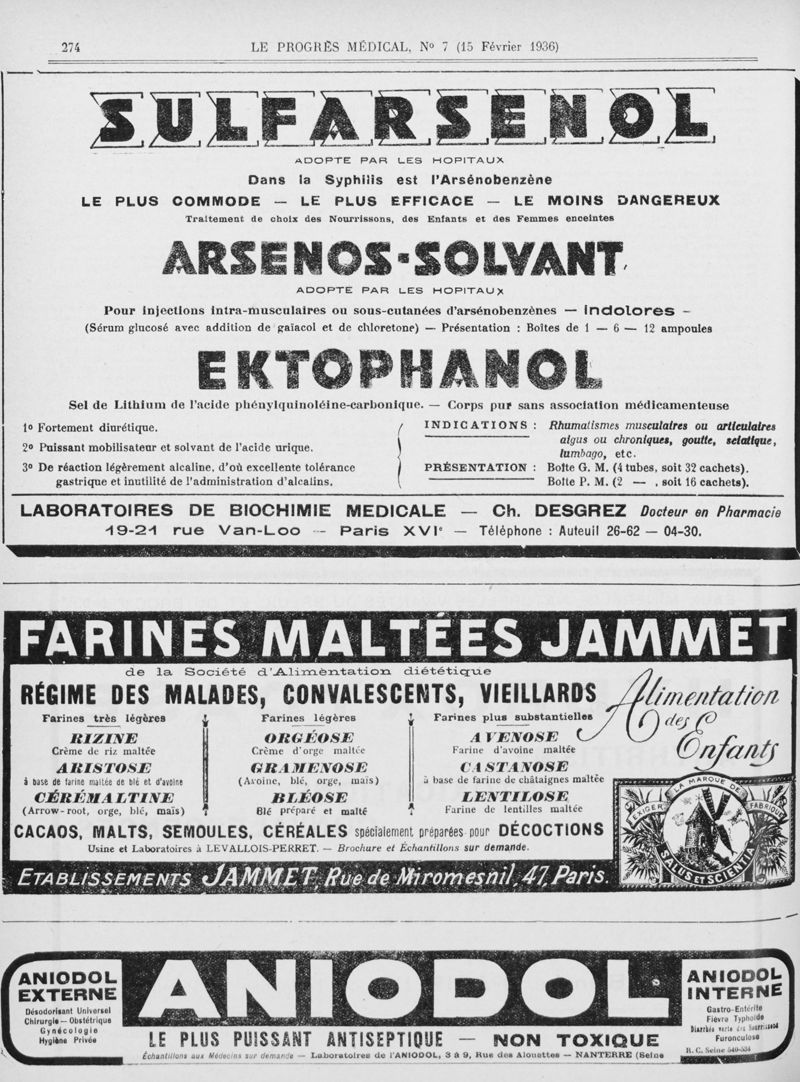 274
LE PROGRÈS MÉDICAL, No 7 (15 Février 1936)
SULFARSENOL
ADOPTE PAR LES HOPITAUX
Dans la Syphilis est l'Arsénobenzène
LE PLUS COMMODE — LE PLUS EFFICACE — LE MOINS DANGEREUX
Traitement de choix des Nourrissons, des Enfants et des Femmes enceintes
ARSENOS-SOLVANT
ADOPTE PAR LES HOPITAUX
Pour injections intra-musculaires ou sous-cutanées d'arsénobenzènes — indolores –
(Sérum glucosé avec addition de gaïacol et de chloretone) — Présentation : Boîtes de 1 — 6 — 12 ampoules
EKTOPHANOL
Sel de Lithium de l'acide phénylquinoléine-carbonique. — Corps pur sans association médicamenteuse
1º Fortement diurétique.
2º Puissant mobilisateur et solvant de l'acide urique.
3º De réaction légèrement alcaline, d'où excellente tolérance
gastrique et inutilité de l'administration d'alcalins.
INDICATIONS : Rhumatismes musculaires ou articulaires
aigus ou chroniques, goutte, sciatique,
lumbago, etc.
PRÉSENTATION : Boîte G. M. (4 tubes, soit 32 cachets).
Boîte P. M. (2 — , soit 16 cachets).
LABORATOIRES DE BIOCHIMIE MEDICALE — Ch. DESGREZ Docteur en Pharmacie
19-21 rue Van-Loo — Paris XVIe — Téléphone : Auteuil 26-62 — 04-30.
FARINES MALTÉES JAMMET
de la Société d'Alimentation diététique
RÉGIME DES MALADES, CONVALESCENTS, VIEILLARDS
Alimentation
des
Enfants
Farines très légères
RIZINE
Crème de riz maltée
ARISTOSE
à base de farine maltée de blé et d'avoine
CÉRÉMALTINE
(Arrow-root, orge, blé, maïs)
Farines légères
ORGÉOSE
Crème d'orge maltée
GRAMENOSE
(Avoine, blé, orge, maïs)
BLÉOSE
Blé préparé et malté
Farines plus substantielles
AVENOSE
Farine d'avoine maltée
CASTANOSE
à base de farine de châtaignes maltée
LENTILOSE
Farine de lentilles maltée
EXIGER LA MARQUE DE FABRIQUE
SALUS ET SCIENTIA
CACAOS, MALTS, SEMOULES, CÉRÉALES spécialement préparées pour DÉCOCTIONS
Usine et Laboratoires à LEVALLOIS-PERRET. — Brochure et Échantillons sur demande.
ETABLISSEMENTS JAMMET, Rue de Miromesnil, 47, Paris.
ANIODOL
EXTERNE
Désodorisant Universel
Chirurgie — Obstétrique
Gynécologie
Hygiène Privée
ANIODOL
LE PLUS PUISSANT ANTISEPTIQUE — NON TOXIQUE
Échantillons aux Médecins sur demande — Laboratoires de l'ANIODOL, 3 à 9, Rue des Alouettes — NANTERRE (Seine
ANIODOL
INTERNE
Gastro-Entérite
Fièvre Typhoïde
Diarrhée verte des Nourrissons
Furonculose
R. C. Seine 540-534